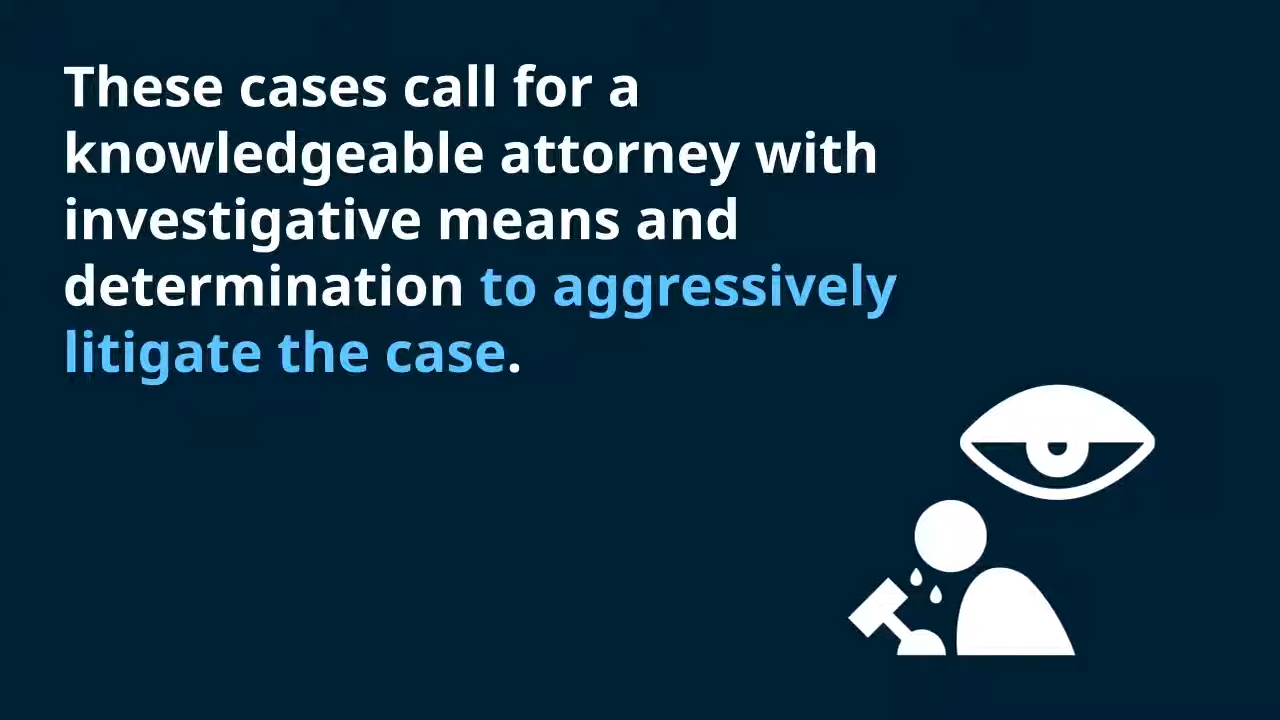 These cases call for a
knowledgeable attorney with
investigative means and
determination to aggressively
litigate the case.